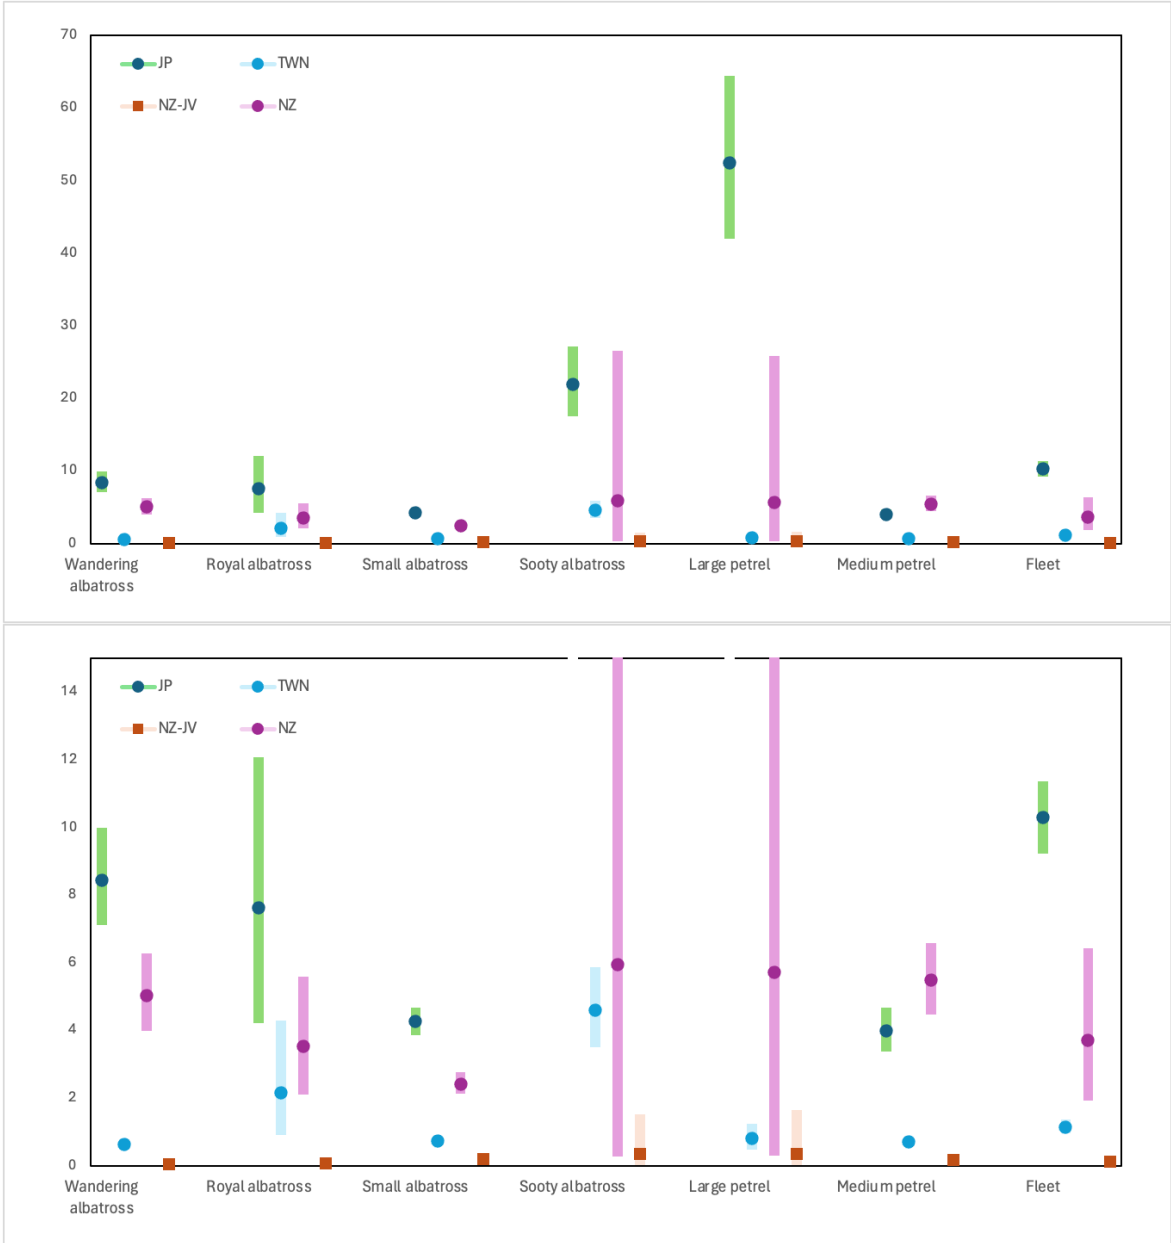 70
60
50
40
30
20
10
0
JP
TWN
NZ-JV
NZ
Wandering albatross
Royal albatross
Small albatross
Sooty albatross
Large petrel
Medium petrel
Fleet
14
12
10
8
6
4
2
0
JP
TWN
NZ-JV
NZ
Wandering albatross
Royal albatross
Small albatross
Sooty albatross
Large petrel
Medium petrel
Fleet